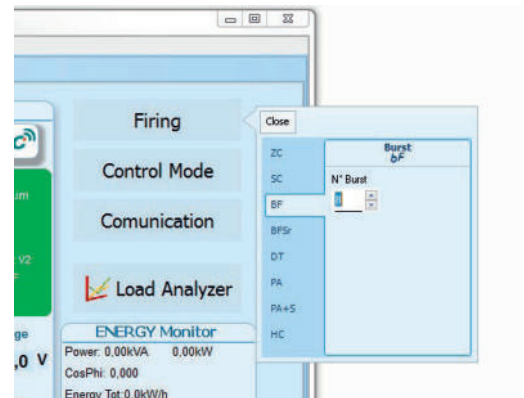 Firing
Control Mode
Comunication
Load Analyzer
ENERGY Monitor
Power: 0,00kVA 0,00kW
CosPhi: 0,000
Energy Tot:0,0kW/h
,0 V
Close
ZC
SC
BF
BFSr
DT
PA
PA+S
HC
Burst
bF
N° Burst